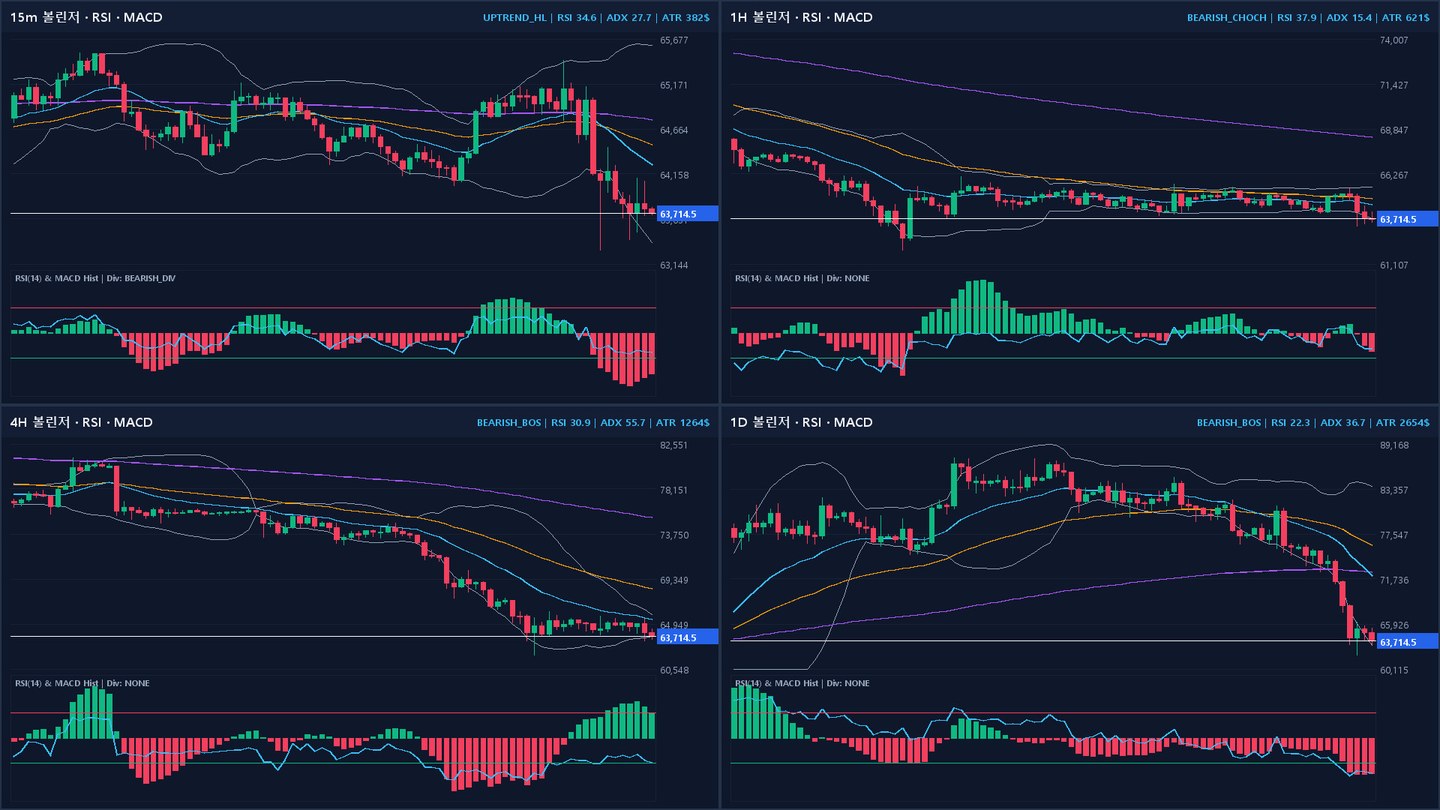 15m 볼린저 · RSI · MACD
UPTREND_HL | RSI 34.6 | ADX 27.7 | ATR 382$
65,677
65,171
64,664
64,158
63,714.5
63,144
RSI(14) & MACD Hist | Div: BEARISH_DIV
1H 볼린저 · RSI · MACD
BEARISH_CHOCH | RSI 37.9 | ADX 15.4 | ATR 621$
74,007
71,427
68,847
66,267
63,714.5
61,107
RSI(14) & MACD Hist | Div: NONE
4H 볼린저 · RSI · MACD
BEARISH_BOS | RSI 30.9 | ADX 55.7 | ATR 1264$
82,551
78,151
73,750
69,349
64,949
63,714.5
60,548
RSI(14) & MACD Hist | Div: NONE
1D 볼린저 · RSI · MACD
BEARISH_BOS | RSI 22.3 | ADX 36.7 | ATR 2654$
89,168
83,357
77,547
71,736
65,926
63,714.5
60,115
RSI(14) & MACD Hist | Div: NONE